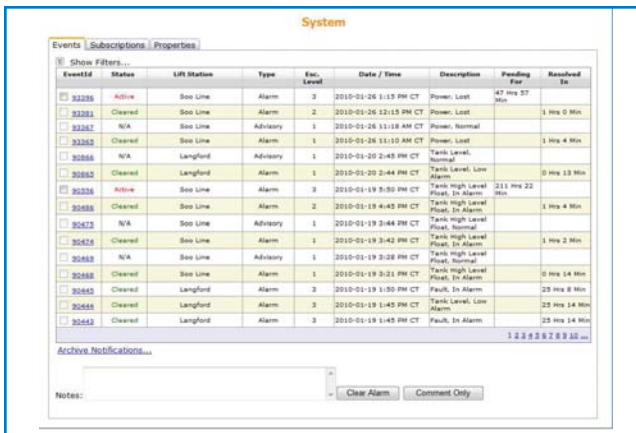 System
Events Subscriptions Properties
Show Filters...
EventId Status Lift Station Type Esc. Level Date / Time Description Pending For Resolved In
93396 Active Soo Line Alarm 3 2010-01-26 1:15 PM CT Power, Lost 47 Hrs 57 Min
93381 Cleared Soo Line Alarm 2 2010-01-26 12:15 PM CT Power, Lost 1 Hrs 0 Min
93367 N/A Soo Line Advisory 1 2010-01-26 11:18 AM CT Power, Normal
93365 Cleared Soo Line Alarm 1 2010-01-26 11:10 AM CT Power, Lost 1 Hrs 4 Min
90866 N/A Langford Advisory 1 2010-01-20 2:45 PM CT Tank Level, Normal
90865 Cleared Langford Alarm 1 2010-01-20 2:44 PM CT Tank Level, Low Alarm 0 Hrs 13 Min
90556 Active Soo Line Alarm 3 2010-01-19 5:50 PM CT Tank High Level Float, In Alarm 211 Hrs 22 Min
90486 Cleared Soo Line Alarm 2 2010-01-19 4:45 PM CT Tank High Level Float, In Alarm 1 Hrs 4 Min
90475 N/A Soo Line Advisory 1 2010-01-19 3:44 PM CT Tank High Level Float, Normal
90474 Cleared Soo Line Alarm 1 2010-01-19 3:42 PM CT Tank High Level Float, In Alarm 1 Hrs 2 Min
90469 N/A Soo Line Advisory 1 2010-01-19 3:28 PM CT Tank High Level Float, Normal
90468 Cleared Soo Line Alarm 1 2010-01-19 3:21 PM CT Tank High Level Float, In Alarm 0 Hrs 14 Min
90445 Cleared Langford Alarm 3 2010-01-19 1:50 PM CT Fault, In Alarm 25 Hrs 8 Min
90444 Cleared Langford Alarm 3 2010-01-19 1:45 PM CT Tank Level, Low Alarm 25 Hrs 14 Min
90443 Cleared Langford Alarm 3 2010-01-19 1:45 PM CT Fault, In Alarm 25 Hrs 14 Min
1 2 3 4 5 6 7 8 9 10 ...
Archive Notifications...
Notes: Clear Alarm Comment Only